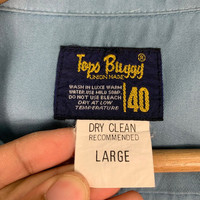 Tops Buggy ®
UNION MADE
WASH IN LUKE WARM
WATER. USE MILD SOAP.
DO NOT USE BLEACH
DRY AT LOW
TEMPERATURE
40
DRY CLEAN
RECOMMENDED
LARGE